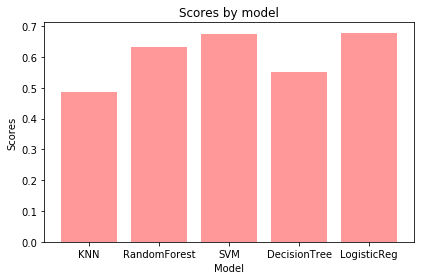 Scores by model
Scores
0.7
0.6
0.5
0.4
0.3
0.2
0.1
0.0
KNN RandomForest SVM DecisionTree LogisticReg
Model